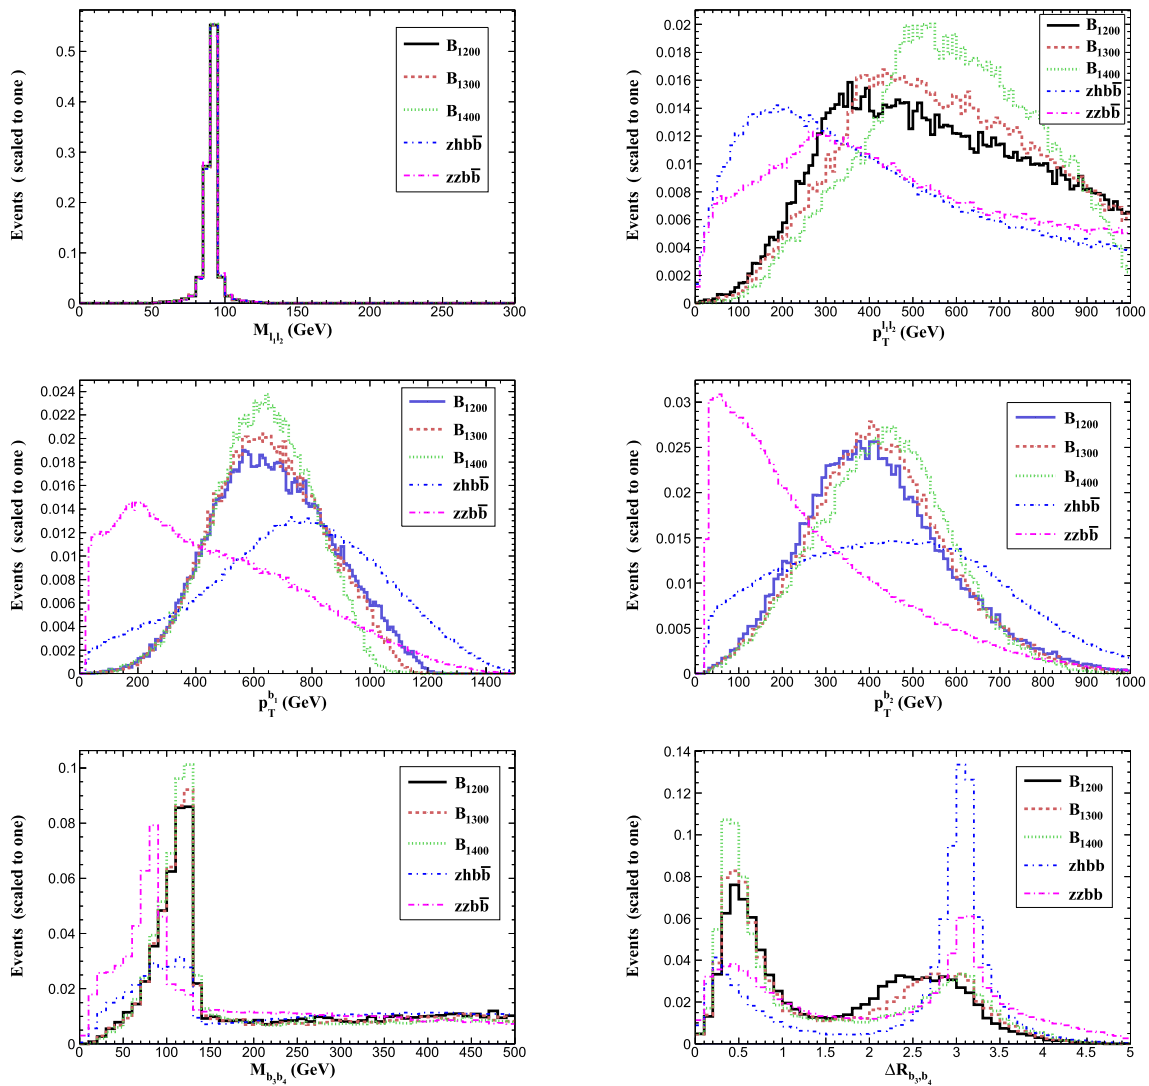 Events ( scaled to one)
0.5
0.4
0.3
0.2
0.1
0
0 50 100 150 200 250 300
M_{l₁l₂} (GeV)
B₁₂₀₀
B₁₃₀₀
B₁₄₀₀
zhbb̅
zzbb̅
Events ( scaled to one)
0.02
0.018
0.016
0.014
0.012
0.01
0.008
0.006
0.004
0.002
0
0 100 200 300 400 500 600 700 800 900 1000
p_T^{l₁l₂} (GeV)
B₁₂₀₀
B₁₃₀₀
B₁₄₀₀
zhbb̅
zzbb̅
Events ( scaled to one)
0.024
0.022
0.02
0.018
0.016
0.014
0.012
0.01
0.008
0.006
0.004
0.002
0
0 200 400 600 800 1000 1200 1400
p_T^{b₁} (GeV)
B₁₂₀₀
B₁₃₀₀
B₁₄₀₀
zhbb̅
zzbb̅
Events ( scaled to one)
0.03
0.025
0.02
0.015
0.01
0.005
0
0 100 200 300 400 500 600 700 800 900 1000
p_T^{b₂} (GeV)
B₁₂₀₀
B₁₃₀₀
B₁₄₀₀
zhbb̅
zzbb̅
Events (scaled to one)
0.1
0.08
0.06
0.04
0.02
0
0 50 100 150 200 250 300 350 400 450 500
M_{b₃b₄} (GeV)
B₁₂₀₀
B₁₃₀₀
B₁₄₀₀
zhbb̅
zzbb̅
Events (scaled to one)
0.14
0.12
0.1
0.08
0.06
0.04
0.02
0
0 0.5 1 1.5 2 2.5 3 3.5 4 4.5 5
ΔR_{b₃,b₄}
B₁₂₀₀
B₁₃₀₀
B₁₄₀₀
zhbb
zzbb